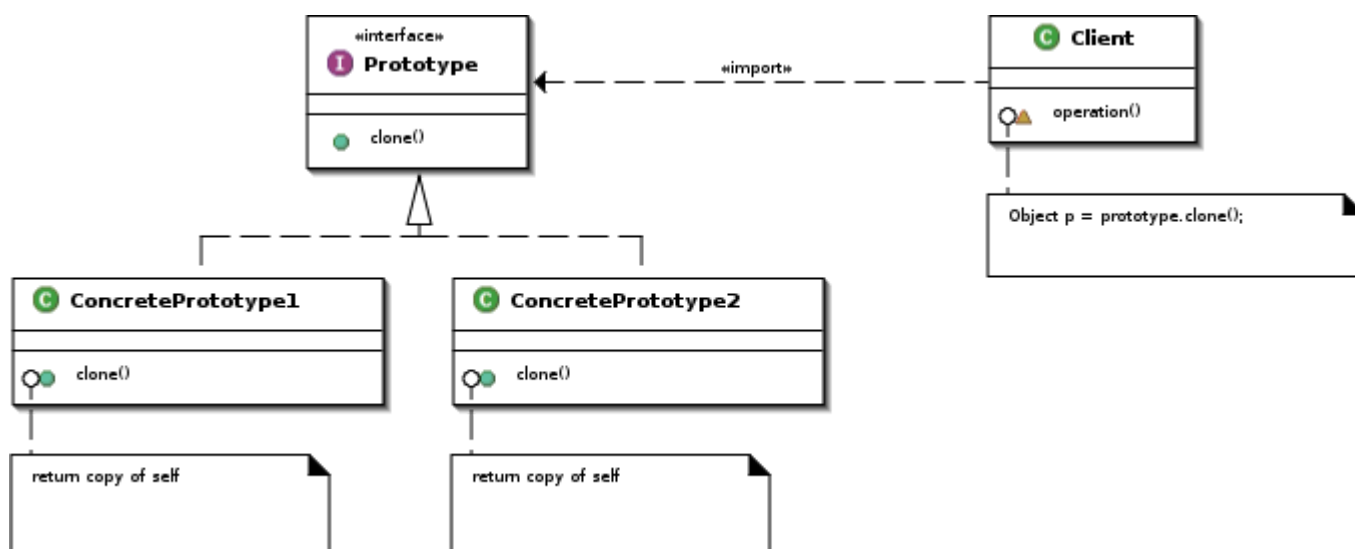 «interface»
I Prototype
clone()
«import»
C Client
operation()
Object p = prototype.clone();
C ConcretePrototype1
clone()
return copy of self
C ConcretePrototype2
clone()
return copy of self